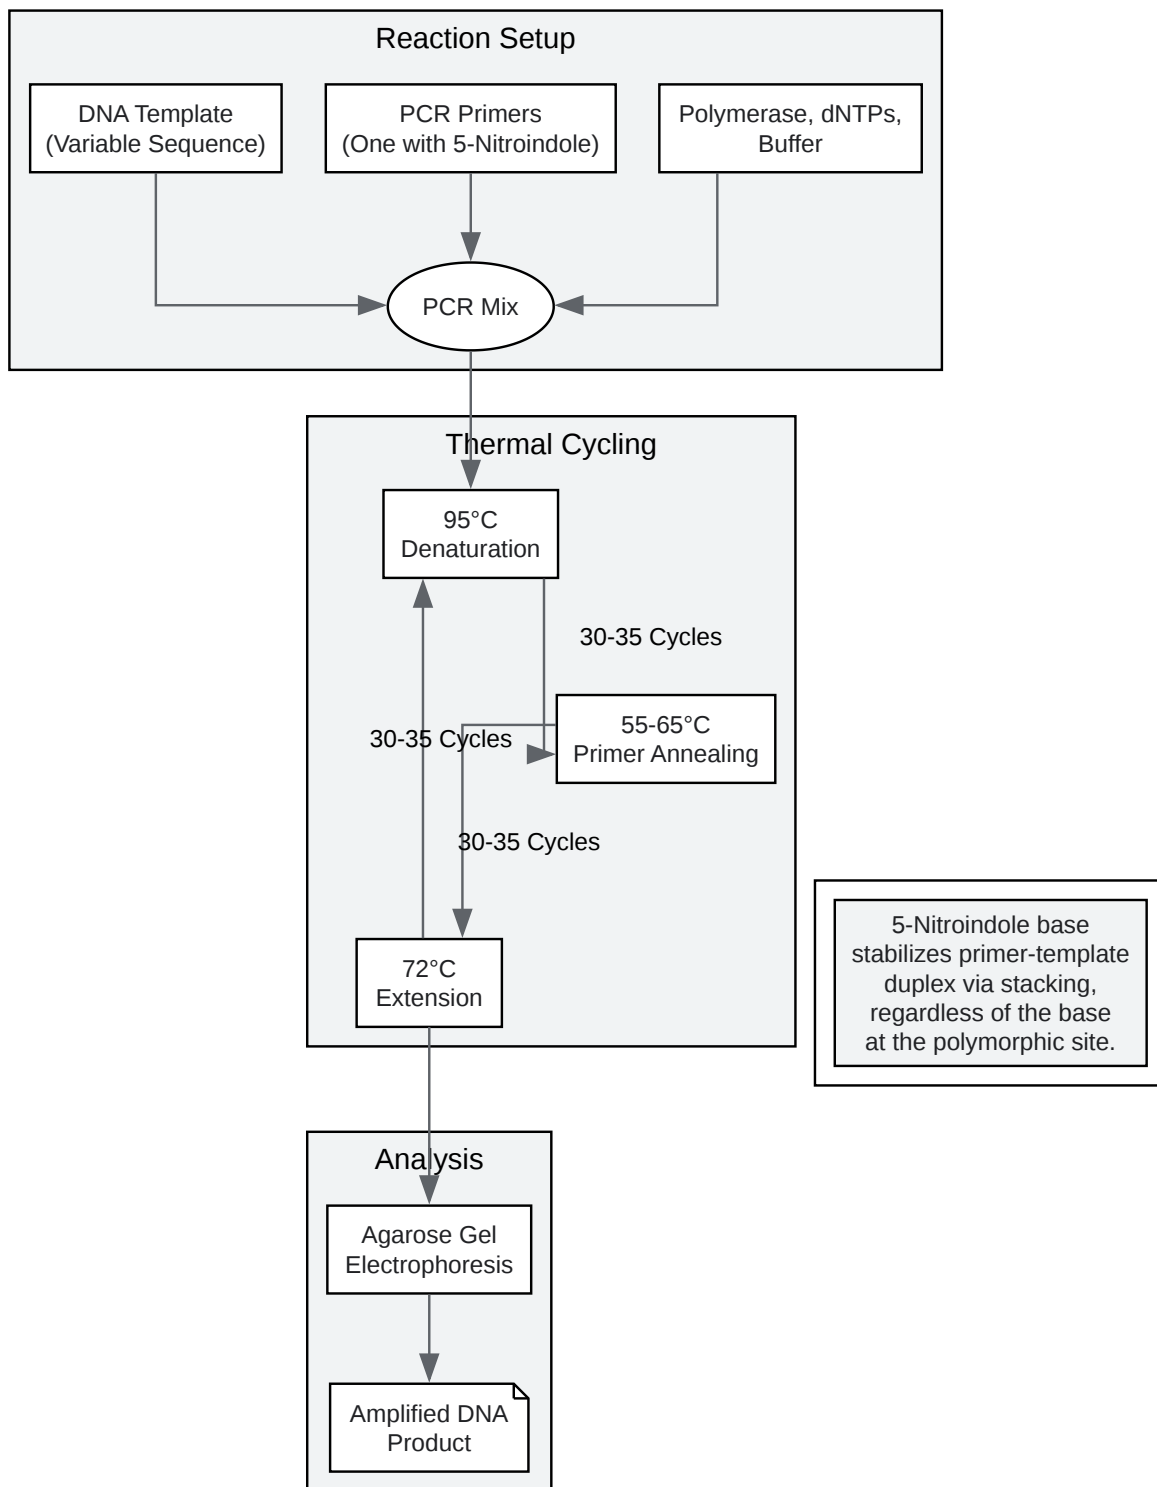 Reaction Setup
DNA Template
(Variable Sequence)
PCR Primers
(One with 5-Nitroindole)
Polymerase, dNTPs,
Buffer
PCR Mix
Thermal Cycling
95°C
Denaturation
30-35 Cycles
55-65°C
Primer Annealing
30-35 Cycles
30-35 Cycles
72°C
Extension
5-Nitroindole base
stabilizes primer-template
duplex via stacking,
regardless of the base
at the polymorphic site.
Analysis
Agarose Gel
Electrophoresis
Amplified DNA
Product